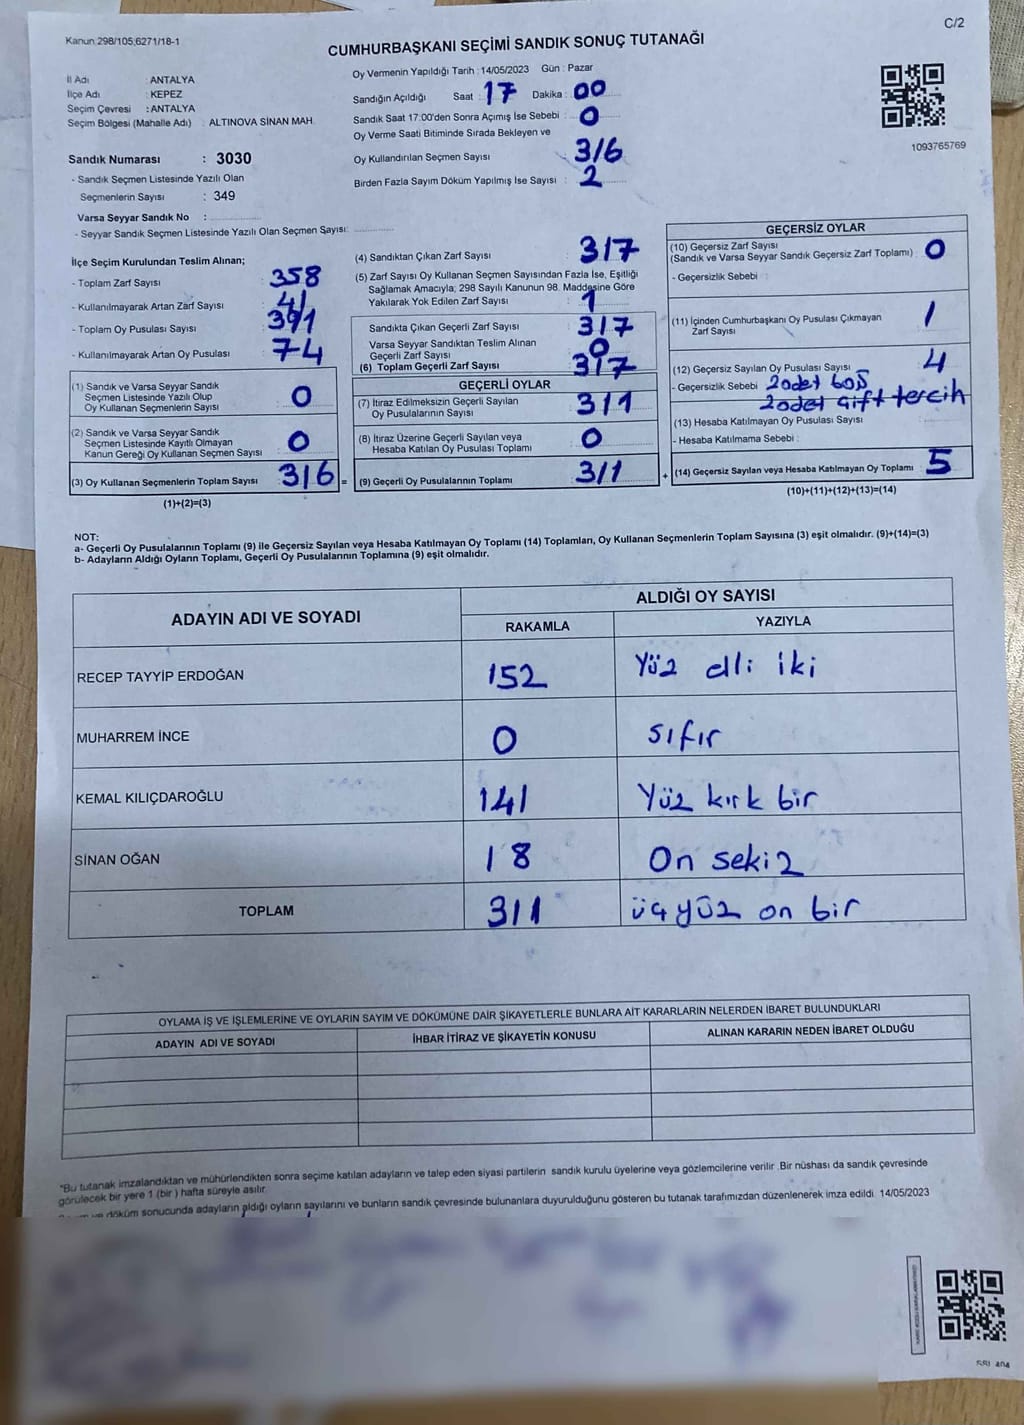 C/2
Kanun 298/105,6271/18-1
CUMHURBAŞKANI SEÇİMİ SANDIK SONUÇ TUTANAĞI
İl Adı : ANTALYA
İlçe Adı : KEPEZ
Seçim Çevresi : ANTALYA
Seçim Bölgesi (Mahalle Adı) : ALTINOVA SİNAN MAH.
Sandık Numarası : 3030
- Sandık Seçmen Listesinde Yazılı Olan
Seçmenlerin Sayısı : 349
Varsa Seyyar Sandık No :
- Seyyar Sandık Seçmen Listesinde Yazılı Olan Seçmen Sayısı:
Oy Vermenin Yapıldığı Tarih : 14/05/2023 Gün : Pazar
Sandığın Açıldığı Saat : 17 Dakika : 00
Sandık Saat 17:00'den Sonra Açımış İse Sebebi : 0
Oy Verme Saati Bitiminde Sırada Bekleyen ve
Oy Kullandırılan Seçmen Sayısı : 316
Birden Fazla Sayım Döküm Yapılmış İse Sayısı : 2
1093765769
İlçe Seçim Kurulundan Teslim Alınan;
- Toplam Zarf Sayısı : 358
- Kullanılmayarak Artan Zarf Sayısı : 41
- Toplam Oy Pusulası Sayısı : 391
- Kullanılmayarak Artan Oy Pusulası : 74
(1) Sandık ve Varsa Seyyar Sandık
Seçmen Listesinde Yazılı Olup
Oy Kullanan Seçmenlerin Sayısı : 0
(2) Sandık ve Varsa Seyyar Sandık
Seçmen Listesinde Kayıtlı Olmayan
Kanun Gereği Oy Kullanan Seçmen Sayısı : 0
(3) Oy Kullanan Seçmenlerin Toplam Sayısı : 316 =
(1)+(2)=(3)
(4) Sandıktan Çıkan Zarf Sayısı : 317
(5) Zarf Sayısı Oy Kullanan Seçmen Sayısından Fazla İse, Eşitliği
Sağlamak Amacıyla; 298 Sayılı Kanunun 98. Maddesine Göre
Yakılarak Yok Edilen Zarf Sayısı : 1
Sandıkta Çıkan Geçerli Zarf Sayısı : 317
Varsa Seyyar Sandıktan Teslim Alınan
Geçerli Zarf Sayısı : 0
(6) Toplam Geçerli Zarf Sayısı : 317
GEÇERLİ OYLAR
(7) İtiraz Edilmeksizin Geçerli Sayılan
Oy Pusulalarının Sayısı : 311
(8) İtiraz Üzerine Geçerli Sayılan veya
Hesaba Katılan Oy Pusulası Toplamı : 0
(9) Geçerli Oy Pusulalarının Toplamı : 311 +
GEÇERSİZ OYLAR
(10) Geçersiz Zarf Sayısı
(Sandık ve Varsa Seyyar Sandık Geçersiz Zarf Toplamı) : 0
- Geçersizlik Sebebi :
(11) İçinden Cumhurbaşkanı Oy Pusulası Çıkmayan
Zarf Sayısı : 1
(12) Geçersiz Sayılan Oy Pusulası Sayısı : 4
- Geçersizlik Sebebi : 2 adet boş
2 adet çift tercih
(13) Hesaba Katılmayan Oy Pusulası Sayısı :
- Hesaba Katılmama Sebebi :
(14) Geçersiz Sayılan veya Hesaba Katılmayan Oy Toplamı : 5
(10)+(11)+(12)+(13)=(14)
NOT:
a- Geçerli Oy Pusulalarının Toplamı (9) ile Geçersiz Sayılan veya Hesaba Katılmayan Oy Toplamı (14) Toplamları, Oy Kullanan Seçmenlerin Toplam Sayısına (3) eşit olmalıdır. (9)+(14)=(3)
b- Adayların Aldığı Oyların Toplamı, Geçerli Oy Pusulalarının Toplamına (9) eşit olmalıdır.
ADAYIN ADI VE SOYADI
ALDIĞI OY SAYISI
RAKAMLA YAZIYLA
RECEP TAYYİP ERDOĞAN 152 Yüz elli iki
MUHARREM İNCE 0 sıfır
KEMAL KILIÇDAROĞLU 141 Yüz kırk bir
SİNAN OĞAN 18 On sekiz
TOPLAM 311 üçyüz on bir
OYLAMA İŞ VE İŞLEMLERİNE VE OYLARIN SAYIM VE DÖKÜMÜNE DAİR ŞİKAYETLERLE BUNLARA AİT KARARLARIN NELERDEN İBARET BULUNDUKLARI
ADAYIN ADI VE SOYADI İHBAR İTİRAZ VE ŞİKAYETİN KONUSU ALINAN KARARIN NEDEN İBARET OLDUĞU
"Bu tutanak imzalandıktan ve mühürlendikten sonra seçime katılan adayların ve talep eden siyasi partilerin sandık kurulu üyelerine veya gözlemcilerine verilir .Bir nüshası da sandık çevresinde
görülecek bir yere 1 (bir ) hafta süreyle asılır.
ve döküm sonucunda adayların aldığı oyların sayılarını ve bunların sandık çevresinde bulunanlara duyurulduğunu gösteren bu tutanak tarafımızdan düzenlenerek imza edildi. 14/05/2023